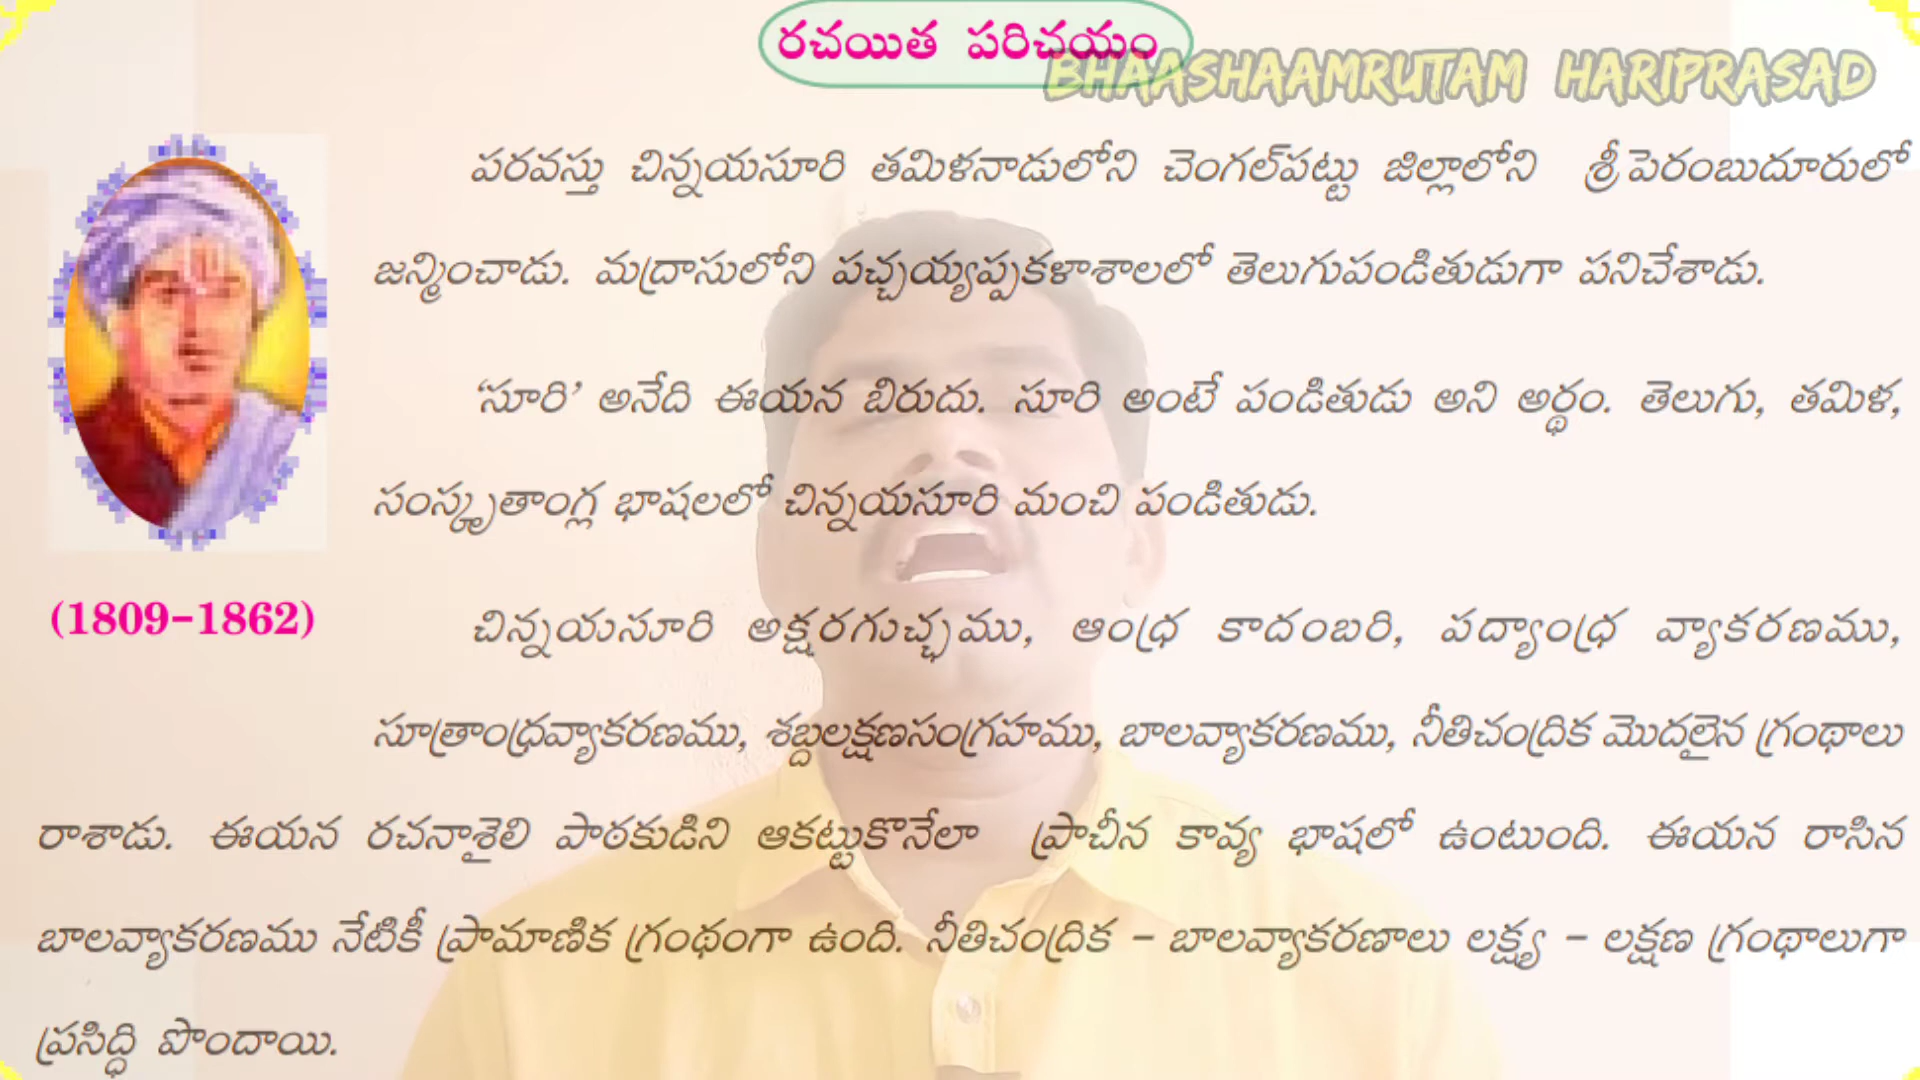 రచయిత పరిచయం
BHAASHAAMRUTAM HARIPRASAD
పరవస్తు చిన్నయసూరి తమిళనాడులోని చెంగల్‌పట్టు జిల్లాలోని శ్రీపెరంబుదూరులో
జన్మించాడు. మద్రాసులోని పచ్చయ్యప్పకళాశాలలో తెలుగుపండితుడుగా పనిచేశాడు.
‘సూరి’ అనేది ఈయన బిరుదు. సూరి అంటే పండితుడు అని అర్థం. తెలుగు, తమిళ,
సంస్కృతాంగ్ల భాషలలో చిన్నయసూరి మంచి పండితుడు.
(1809-1862)
చిన్నయసూరి అక్షరగుచ్ఛము, ఆంధ్ర కాదంబరి, పద్యాంధ్ర వ్యాకరణము,
సూత్రాంధ్రవ్యాకరణము, శబ్దలక్షణసంగ్రహము, బాలవ్యాకరణము, నీతిచంద్రిక మొదలైన గ్రంథాలు
రాశాడు. ఈయన రచనాశైలి పాఠకుడిని ఆకట్టుకొనేలా ప్రాచీన కావ్య భాషలో ఉంటుంది. ఈయన రాసిన
బాలవ్యాకరణము నేటికీ ప్రామాణిక గ్రంథంగా ఉంది. నీతిచంద్రిక - బాలవ్యాకరణాలు లక్ష్య - లక్షణ గ్రంథాలుగా
ప్రసిద్ధి పొందాయి.